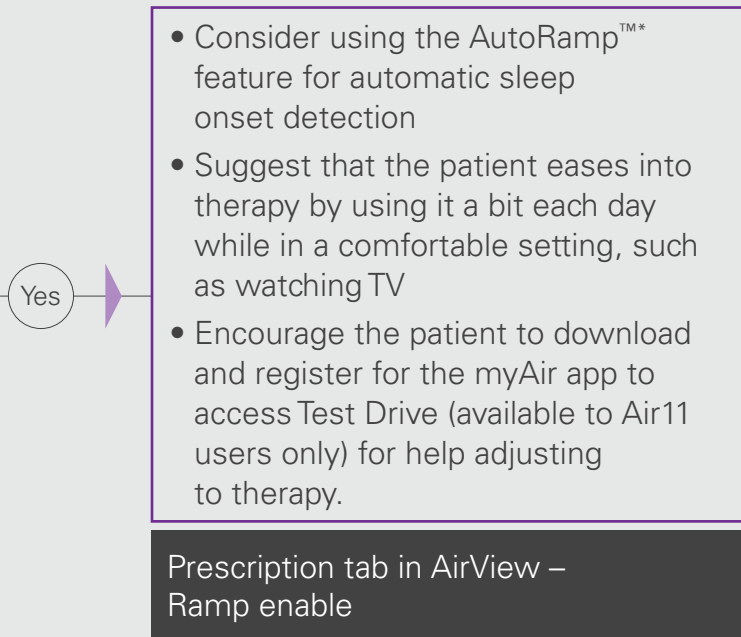 • Consider using the AutoRamp™*
feature for automatic sleep
onset detection
• Suggest that the patient eases into
therapy by using it a bit each day
while in a comfortable setting, such
as watching TV
Yes
• Encourage the patient to download
and register for the myAir app to
access Test Drive (available to Air11
users only) for help adjusting
to therapy.
Prescription tab in AirView –
Ramp enable